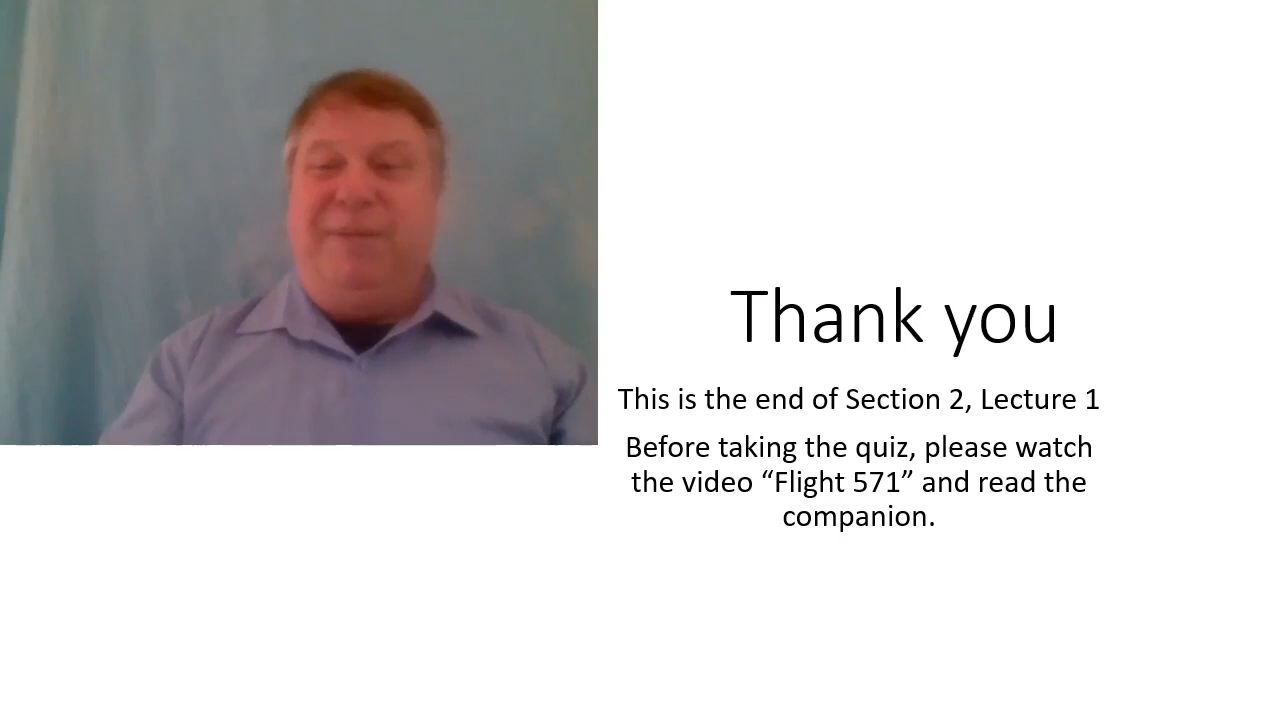 Thank you
This is the end of Section 2, Lecture 1
Before taking the quiz, please watch
the video “Flight 571” and read the
companion.